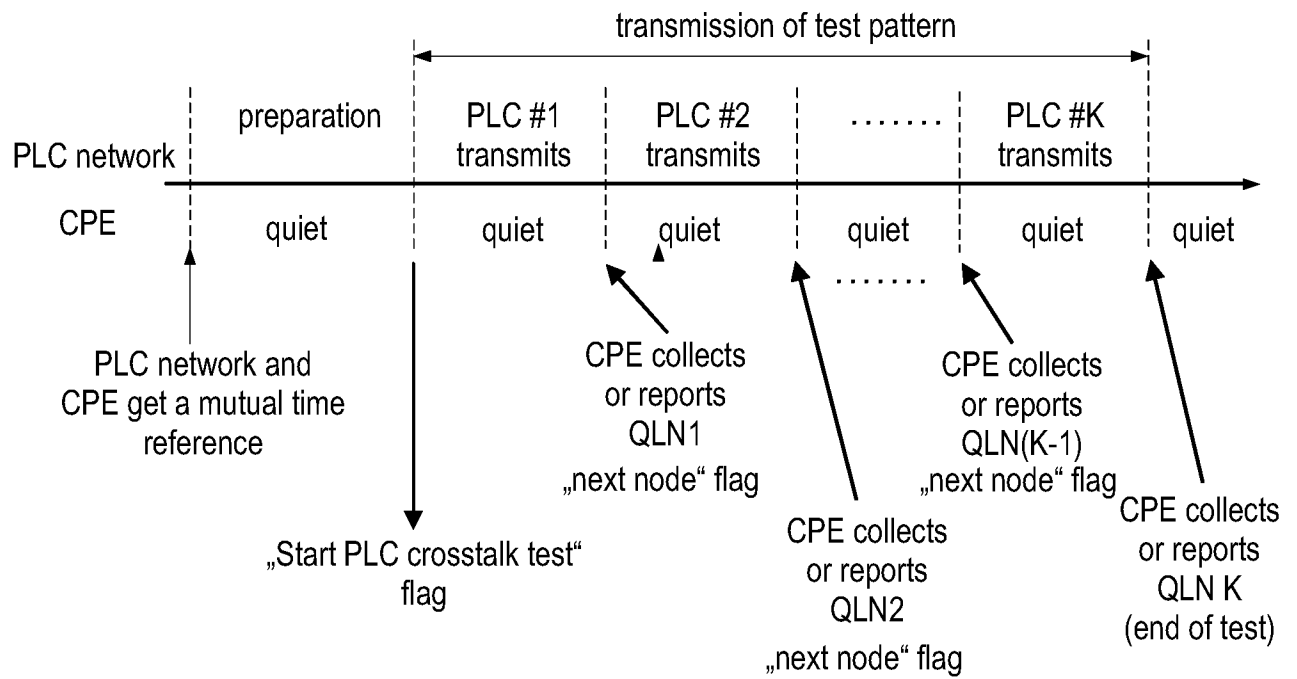 transmission of test pattern
preparation
PLC #1
transmits
PLC #2
transmits
........
PLC #K
transmits
PLC network
CPE
quiet
quiet
quiet
quiet
quiet
quiet
........
PLC network and
CPE get a mutual time
reference
„Start PLC crosstalk test“
flag
CPE collects
or reports
QLN1
„next node“ flag
CPE collects
or reports
QLN2
„next node“ flag
CPE collects
or reports
QLN(K-1)
„next node“ flag
CPE collects
or reports
QLN K
(end of test)